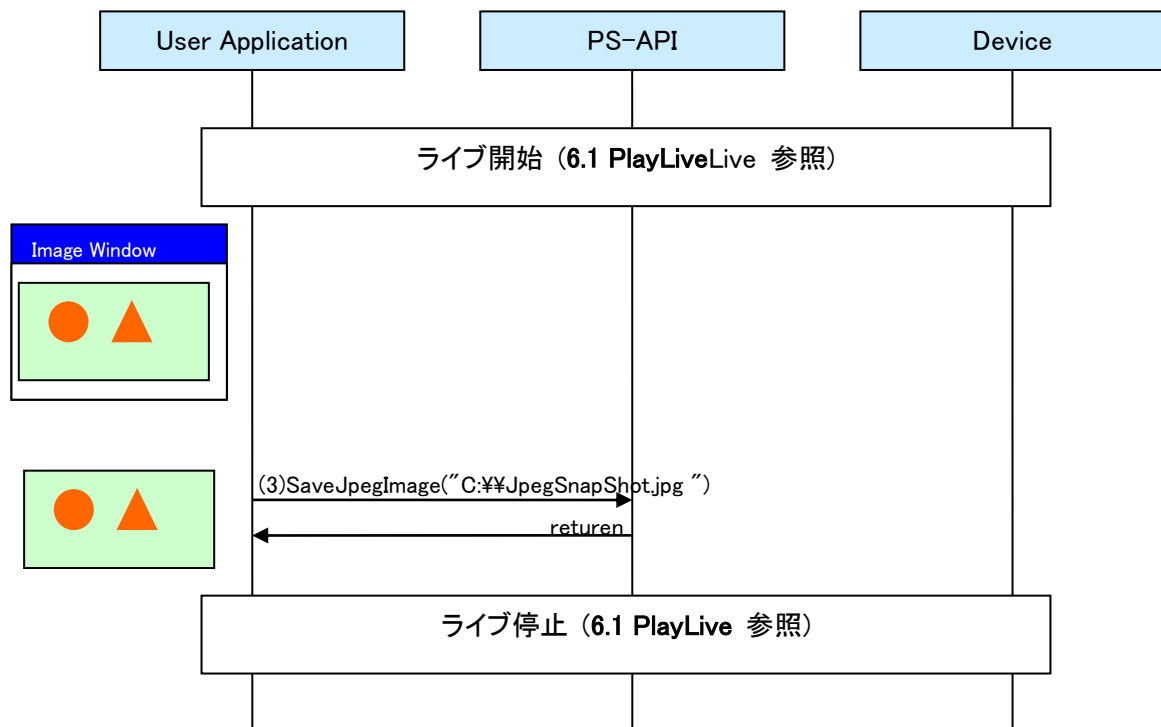 User Application
PS-API
Device
ライブ開始 (6.1 PlayLiveLive 参照)
Image Window
(3)SaveJpegImage("C:¥¥JpegSnapShot.jpg ")
returen
ライブ停止 (6.1 PlayLive 参照)